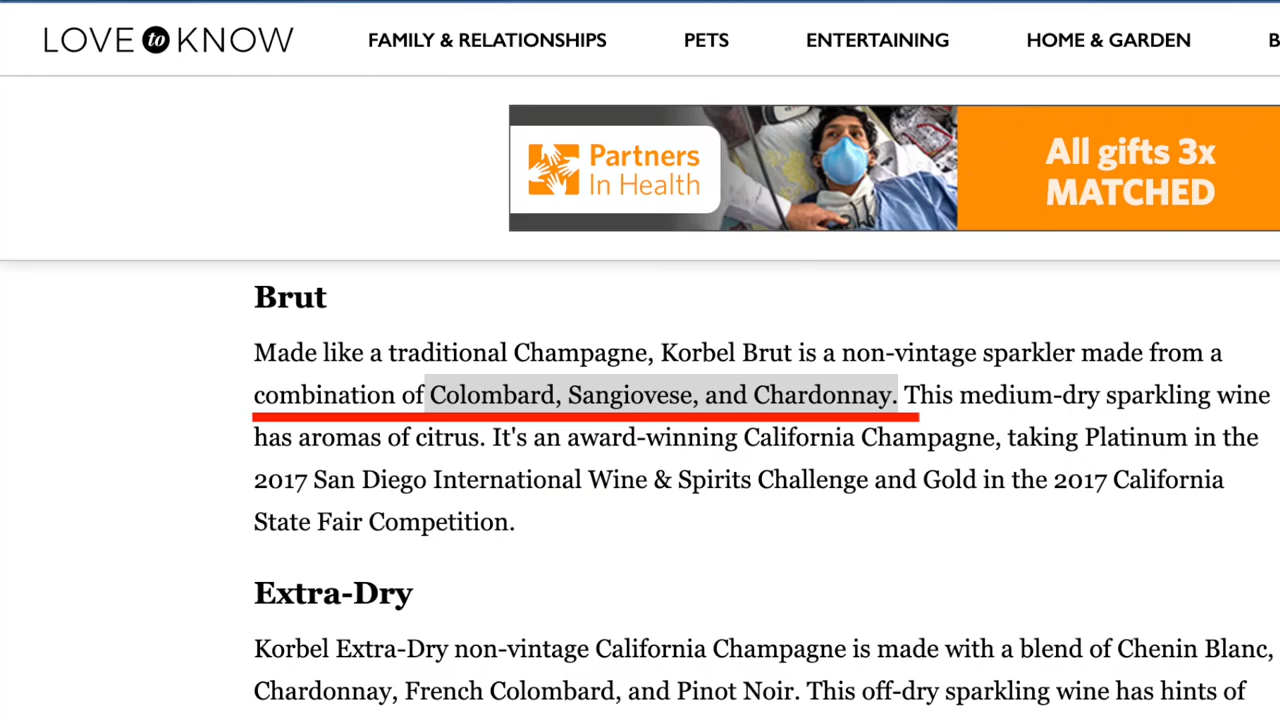 LOVE to KNOW
FAMILY & RELATIONSHIPS
PETS
ENTERTAINING
HOME & GARDEN
B
Partners
In Health
All gifts 3x
MATCHED
Brut
Made like a traditional Champagne, Korbel Brut is a non-vintage sparkler made from a
combination of Colombard, Sangiovese, and Chardonnay. This medium-dry sparkling wine
has aromas of citrus. It's an award-winning California Champagne, taking Platinum in the
2017 San Diego International Wine & Spirits Challenge and Gold in the 2017 California
State Fair Competition.
Extra-Dry
Korbel Extra-Dry non-vintage California Champagne is made with a blend of Chenin Blanc,
Chardonnay, French Colombard, and Pinot Noir. This off-dry sparkling wine has hints of